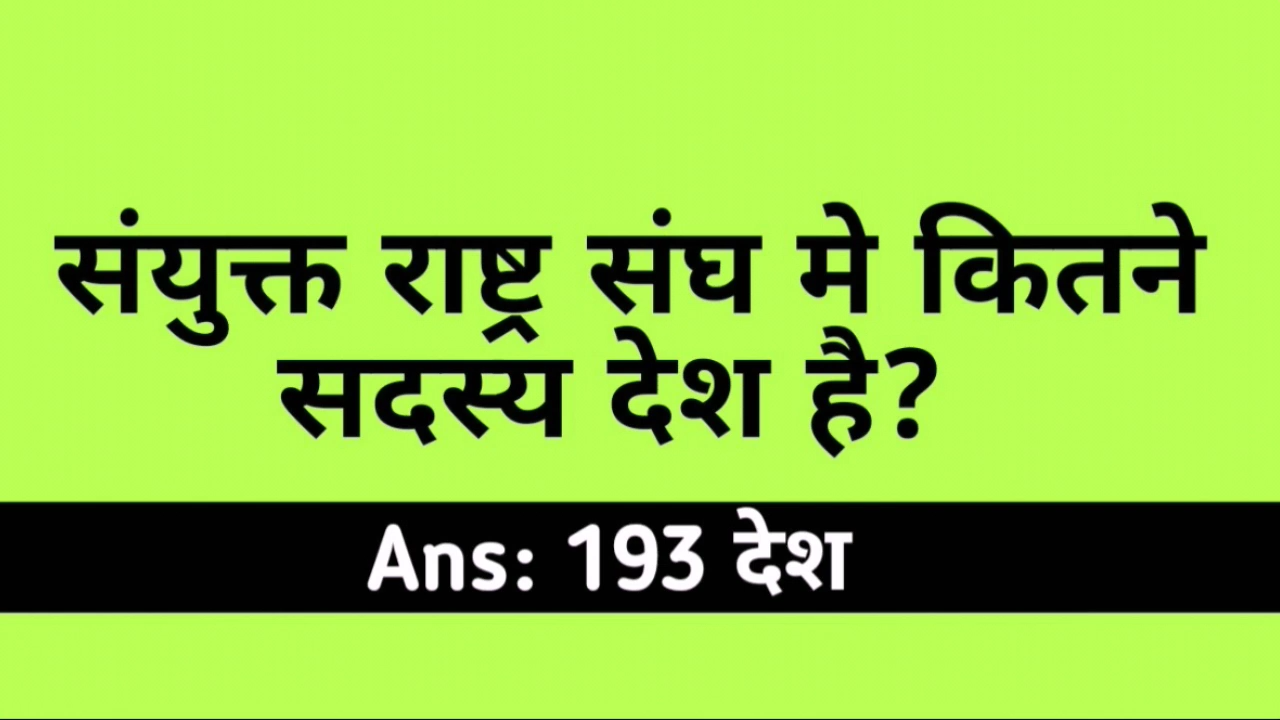 संयुक्त राष्ट्र संघ मे कितने
सदस्य देश है?
Ans: 193 देश